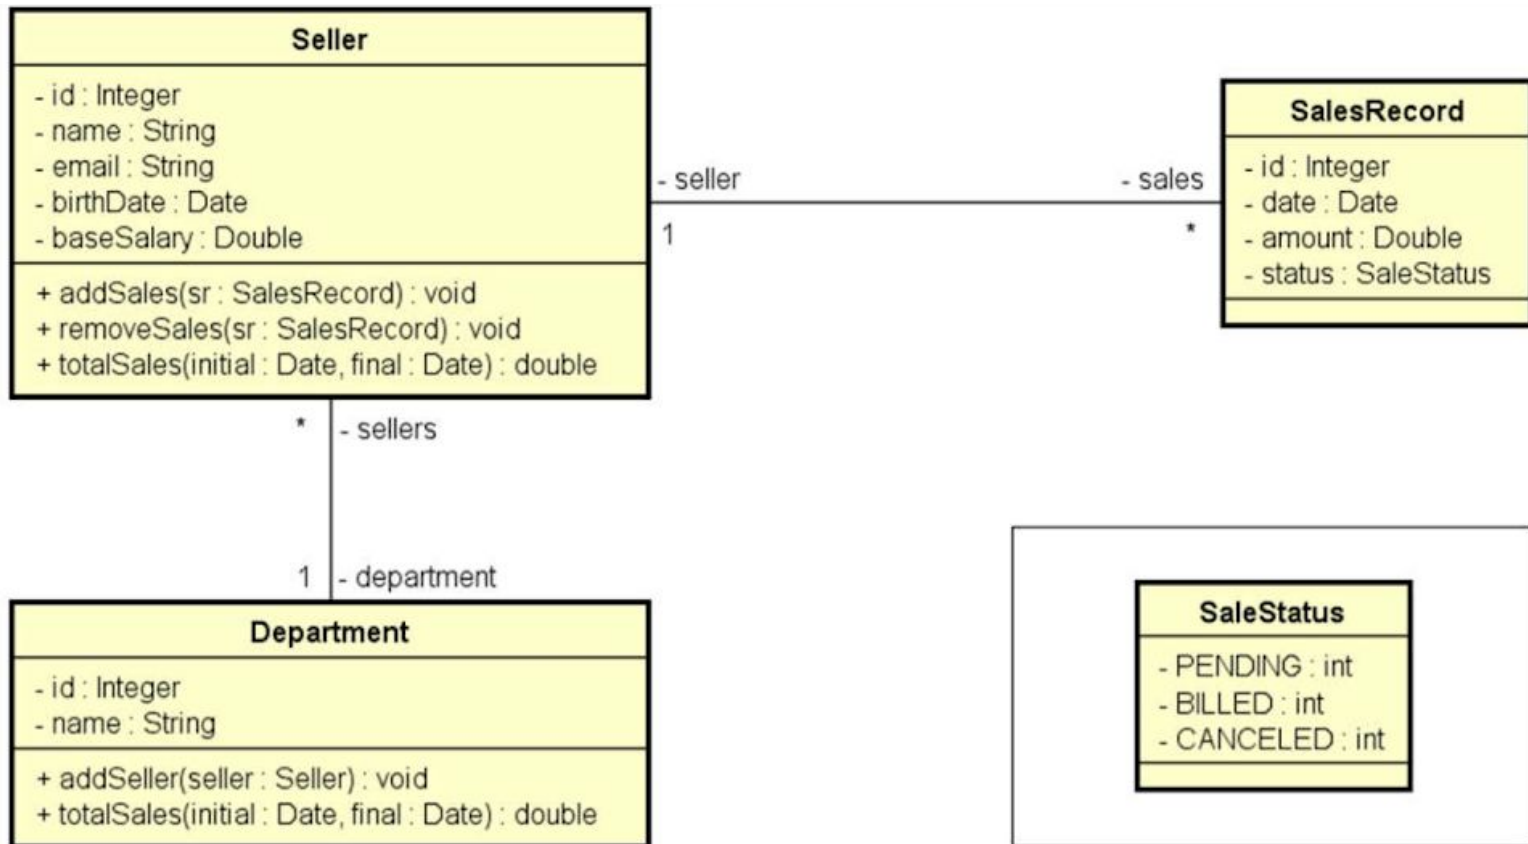 Seller
- id : Integer
- name : String
- email : String
- birthDate : Date
- baseSalary : Double
+ addSales(sr : SalesRecord) : void
+ removeSales(sr : SalesRecord) : void
+ totalSales(initial : Date, final : Date) : double
- seller
1
- sales
*
SalesRecord
- id : Integer
- date : Date
- amount : Double
- status : SaleStatus
* - sellers
1 - department
Department
- id : Integer
- name : String
+ addSeller(seller : Seller) : void
+ totalSales(initial : Date, final : Date) : double
SaleStatus
- PENDING : int
- BILLED : int
- CANCELED : int